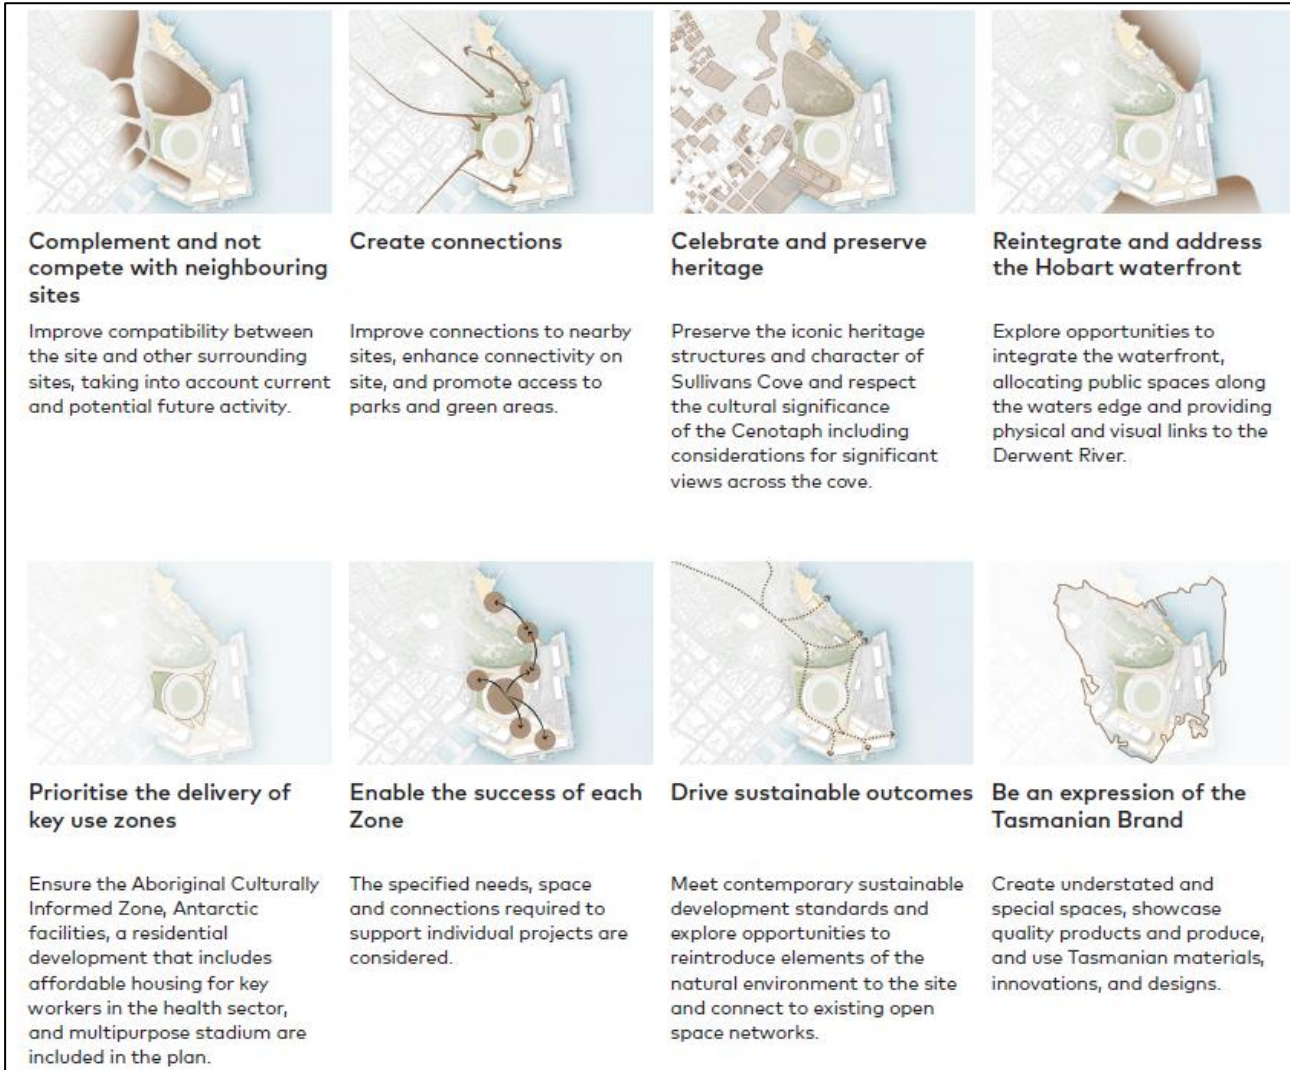 Complement and not
compete with neighbouring
sites
Improve compatibility between
the site and other surrounding
sites, taking into account current
and potential future activity.
Create connections
Improve connections to nearby
sites, enhance connectivity on
site, and promote access to
parks and green areas.
Celebrate and preserve
heritage
Preserve the iconic heritage
structures and character of
Sullivans Cove and respect
the cultural significance
of the Cenotaph including
considerations for significant
views across the cove.
Reintegrate and address
the Hobart waterfront
Explore opportunities to
integrate the waterfront,
allocating public spaces along
the waters edge and providing
physical and visual links to the
Derwent River.
Prioritise the delivery of
key use zones
Ensure the Aboriginal Culturally
Informed Zone, Antarctic
facilities, a residential
development that includes
affordable housing for key
workers in the health sector,
and multipurpose stadium are
included in the plan.
Enable the success of each
Zone
The specified needs, space
and connections required to
support individual projects are
considered.
Drive sustainable outcomes
Meet contemporary sustainable
development standards and
explore opportunities to
reintroduce elements of the
natural environment to the site
and connect to existing open
space networks.
Be an expression of the
Tasmanian Brand
Create understated and
special spaces, showcase
quality products and produce,
and use Tasmanian materials,
innovations, and designs.